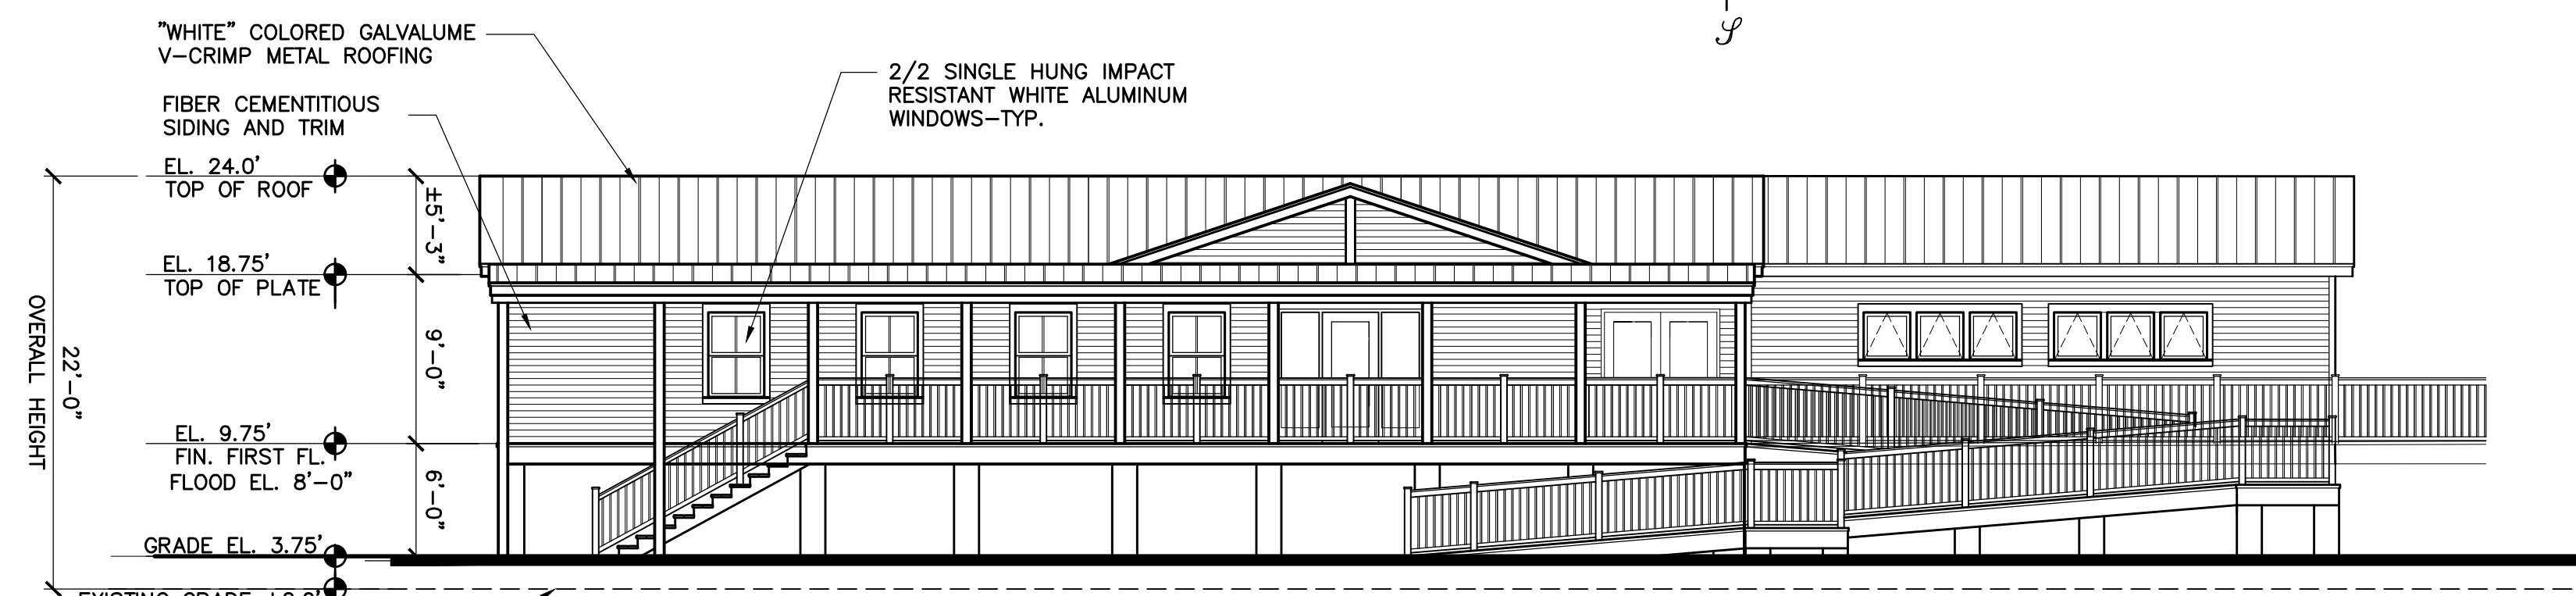 "WHITE" COLORED GALVALUME
V-CRIMP METAL ROOFING
2/2 SINGLE HUNG IMPACT
RESISTANT WHITE ALUMINUM
WINDOWS-TYP.
FIBER CEMENTITIOUS
SIDING AND TRIM
EL. 24.0'
TOP OF ROOF
±5'-3"
EL. 18.75'
TOP OF PLATE
9'-0"
OVERALL HEIGHT
22'-0"
EL. 9.75'
FIN. FIRST FL.
FLOOD EL. 8'-0"
6'-0"
GRADE EL. 3.75'
EXISTING GRADE